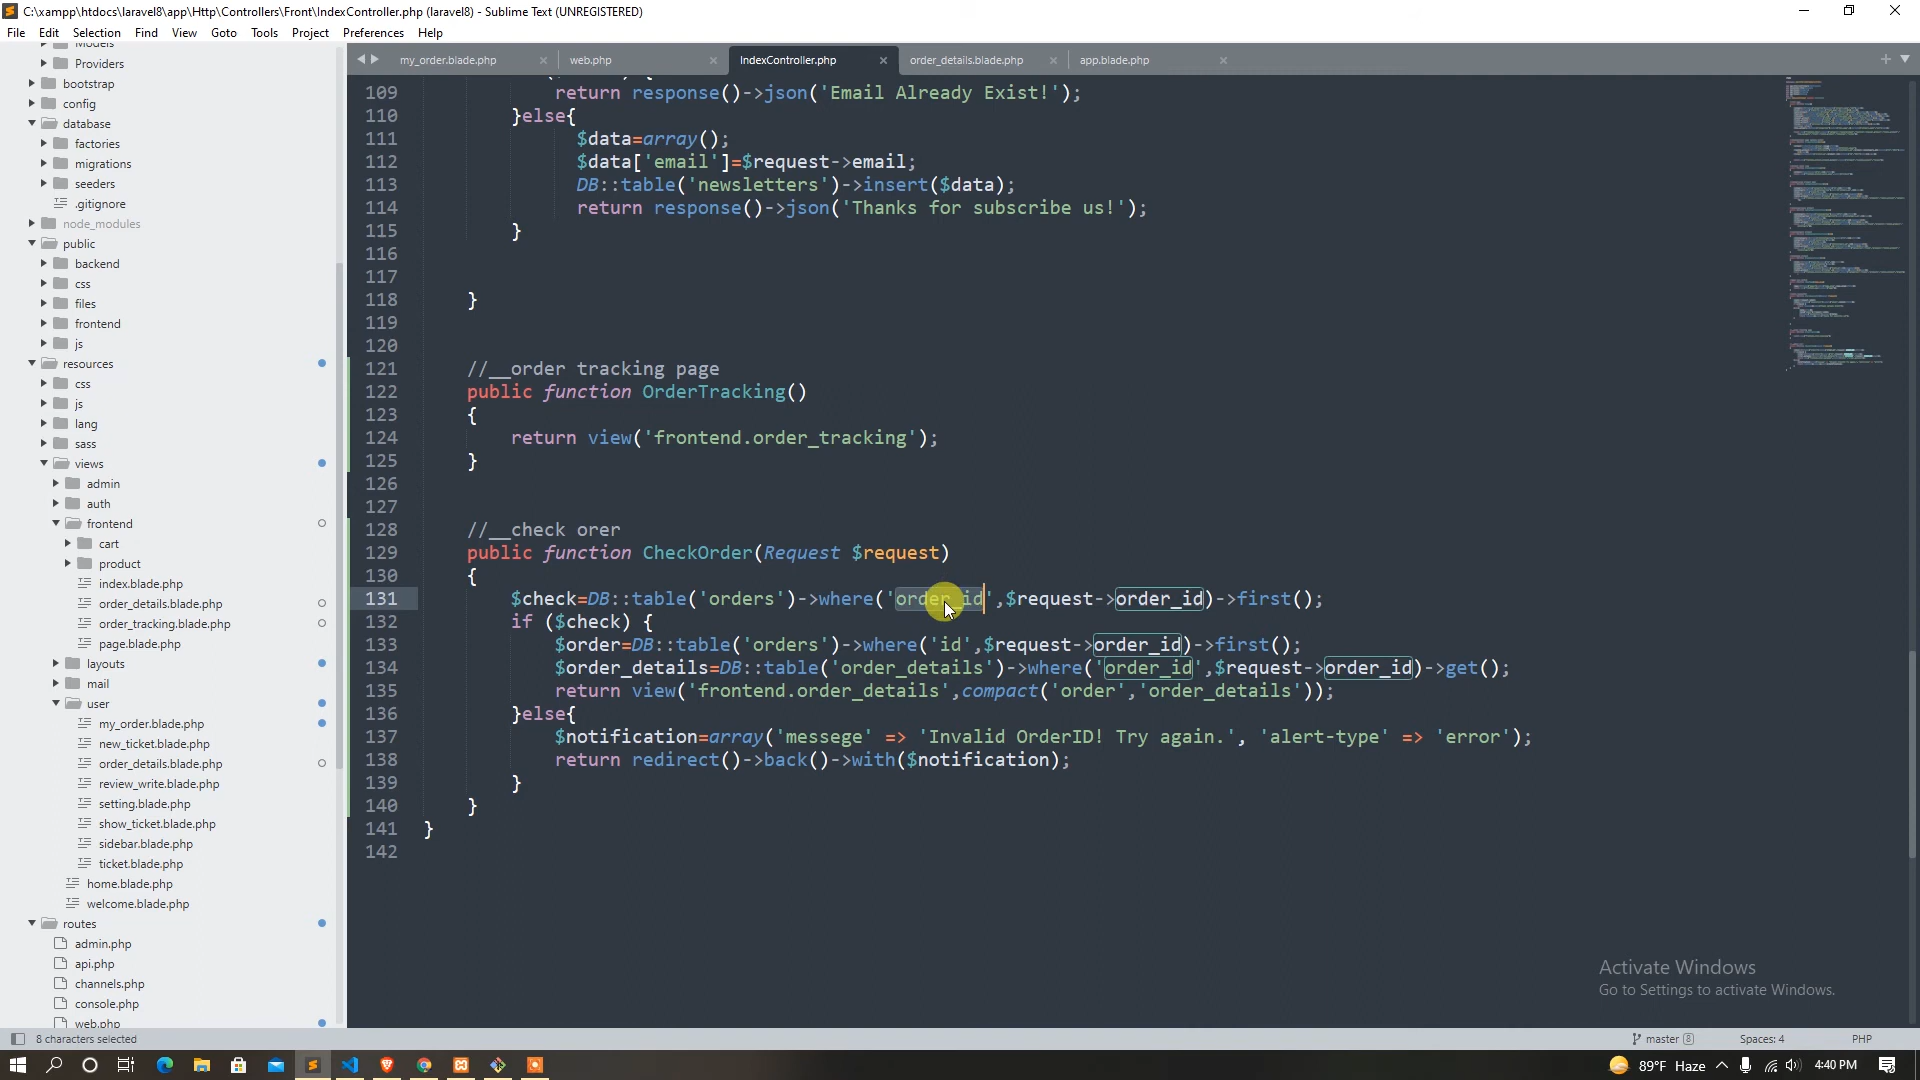 C:\xampp\htdocs\laravel8\app\Http\Controllers\Front\IndexController.php (laravel8) - Sublime Text (UNREGISTERED)
File Edit Selection Find View Goto Tools Project Preferences Help
Models
Providers
bootstrap
config
database
factories
migrations
seeders
.gitignore
node_modules
public
backend
css
files
frontend
js
resources
css
js
lang
sass
views
admin
auth
frontend
cart
product
index.blade.php
order_details.blade.php
order_tracking.blade.php
page.blade.php
layouts
mail
user
my_order.blade.php
new_ticket.blade.php
order_details.blade.php
review_write.blade.php
setting.blade.php
show_ticket.blade.php
sidebar.blade.php
ticket.blade.php
home.blade.php
welcome.blade.php
routes
admin.php
api.php
channels.php
console.php
web.php
my_order.blade.php web.php IndexController.php order_details.blade.php app.blade.php
109 return response()->json('Email Already Exist!');
110 }else{
111 $data=array();
112 $data['email']=$request->email;
113 DB::table('newsletters')->insert($data);
114 return response()->json('Thanks for subscribe us!');
115 }
116
117
118 }
119
120
121 //__order tracking page
122 public function OrderTracking()
123 {
124 return view('frontend.order_tracking');
125 }
126
127
128 //__check orer
129 public function CheckOrder(Request $request)
130 {
131 $check=DB::table('orders')->where('order_id',$request->order_id)->first();
132 if ($check) {
133 $order=DB::table('orders')->where('id',$request->order_id)->first();
134 $order_details=DB::table('order_details')->where('order_id',$request->order_id)->get();
135 return view('frontend.order_details',compact('order','order_details'));
136 }else{
137 $notification=array('messege' => 'Invalid OrderID! Try again.', 'alert-type' => 'error');
138 return redirect()->back()->with($notification);
139 }
140 }
141 }
142
Activate Windows
Go to Settings to activate Windows.
8 characters selected master 8 Spaces: 4 PHP
89°F Haze 4:40 PM